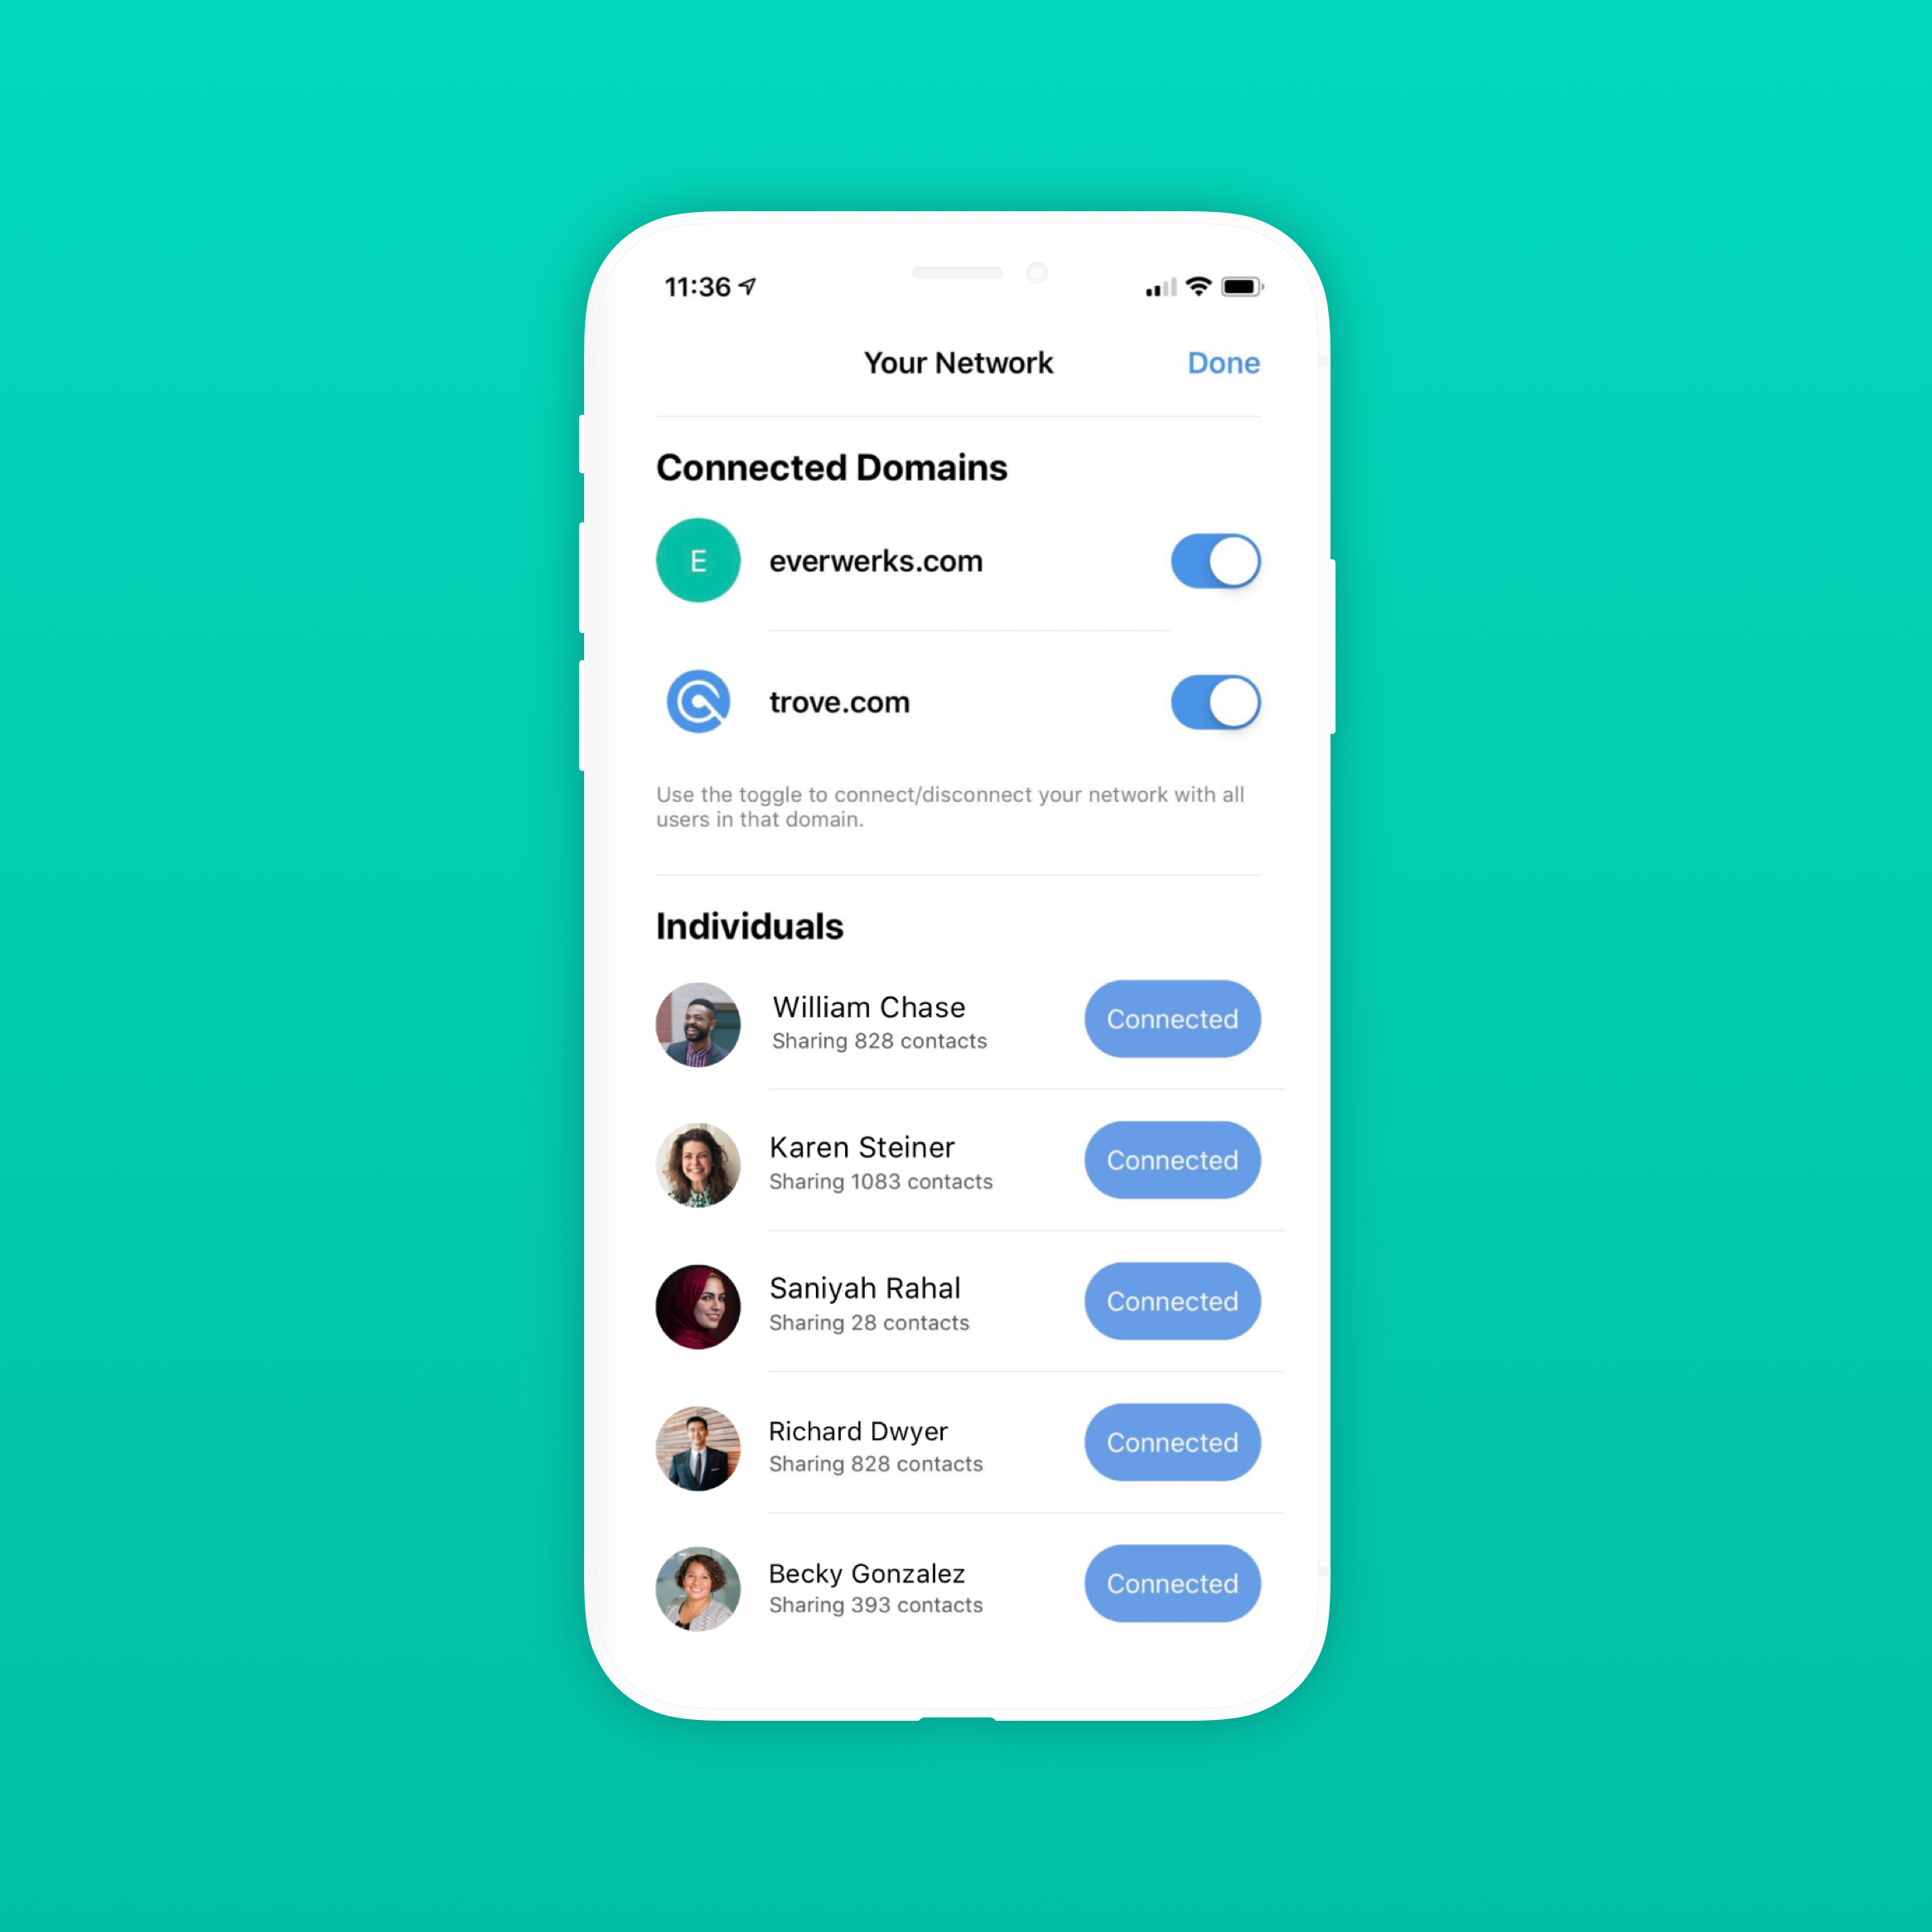 11:36
Your Network
Done
Connected Domains
E
everwerks.com
trove.com
Use the toggle to connect/disconnect your network with all
users in that domain.
Individuals
William Chase
Sharing 828 contacts
Connected
Karen Steiner
Sharing 1083 contacts
Connected
Saniyah Rahal
Sharing 28 contacts
Connected
Richard Dwyer
Sharing 828 contacts
Connected
Becky Gonzalez
Sharing 393 contacts
Connected